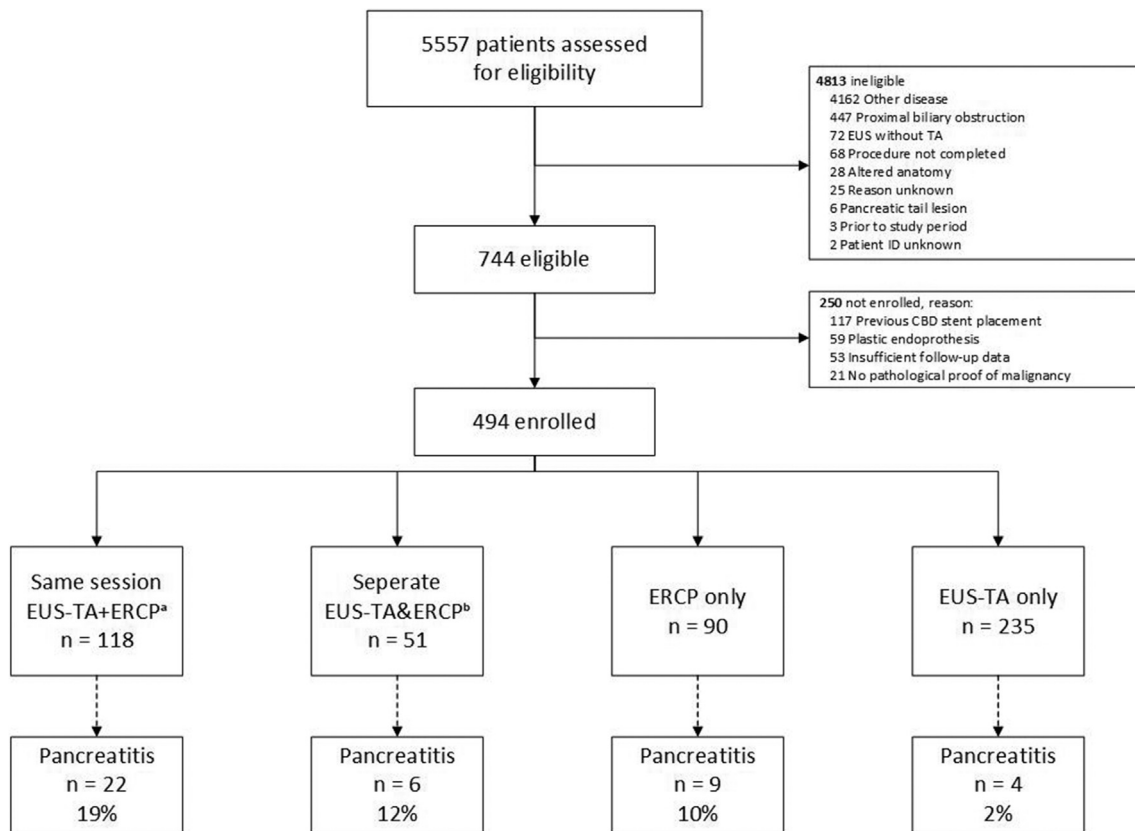 5557 patients assessed
for eligibility
4813 ineligible
4162 Other disease
447 Proximal biliary obstruction
72 EUS without TA
68 Procedure not completed
28 Altered anatomy
25 Reason unknown
6 Pancreatic tail lesion
3 Prior to study period
2 Patient ID unknown
744 eligible
250 not enrolled, reason:
117 Previous CBD stent placement
59 Plastic endoprothesis
53 Insufficient follow-up data
21 No pathological proof of malignancy
494 enrolled
Same session
EUS-TA+ERCPᵃ
n = 118
Seperate
EUS-TA&ERCPᵇ
n = 51
ERCP only
n = 90
EUS-TA only
n = 235
Pancreatitis
n = 22
19%
Pancreatitis
n = 6
12%
Pancreatitis
n = 9
10%
Pancreatitis
n = 4
2%